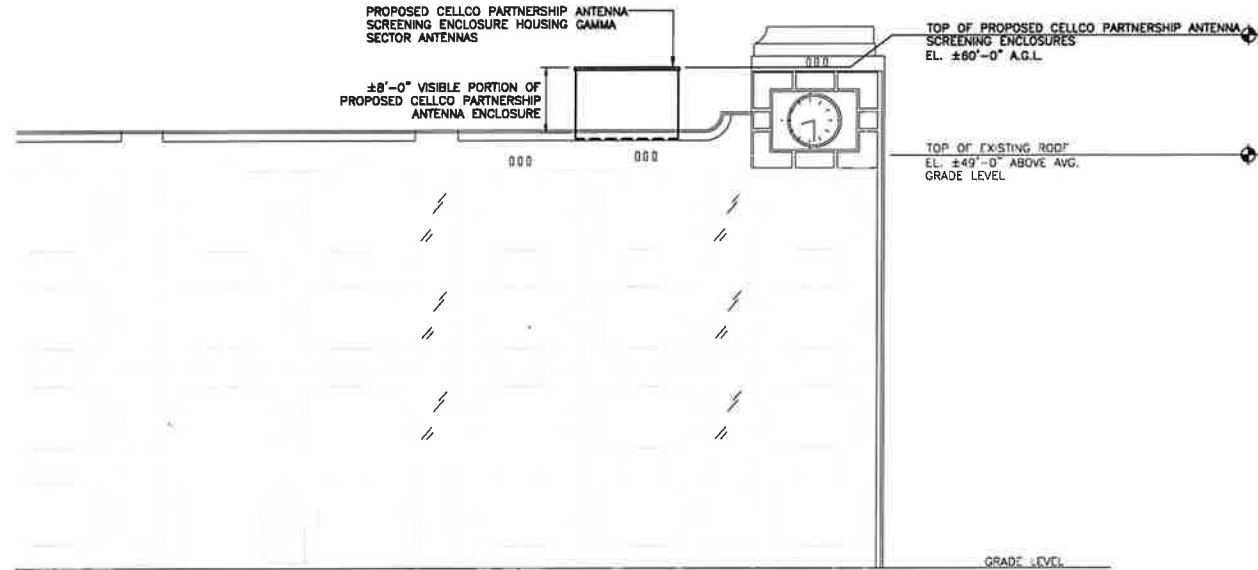 PROPOSED CELLCO PARTNERSHIP ANTENNA
SCREENING ENCLOSURE HOUSING GAMMA
SECTOR ANTENNAS
±8'-0" VISIBLE PORTION OF
PROPOSED CELLCO PARTNERSHIP
ANTENNA ENCLOSURE
TOP OF PROPOSED CELLCO PARTNERSHIP ANTENNA
SCREENING ENCLOSURES
EL. ±60'-0" A.G.L.
TOP OF EXISTING ROOF
EL. ±49'-0" ABOVE AVG.
GRADE LEVEL
GRADE LEVEL